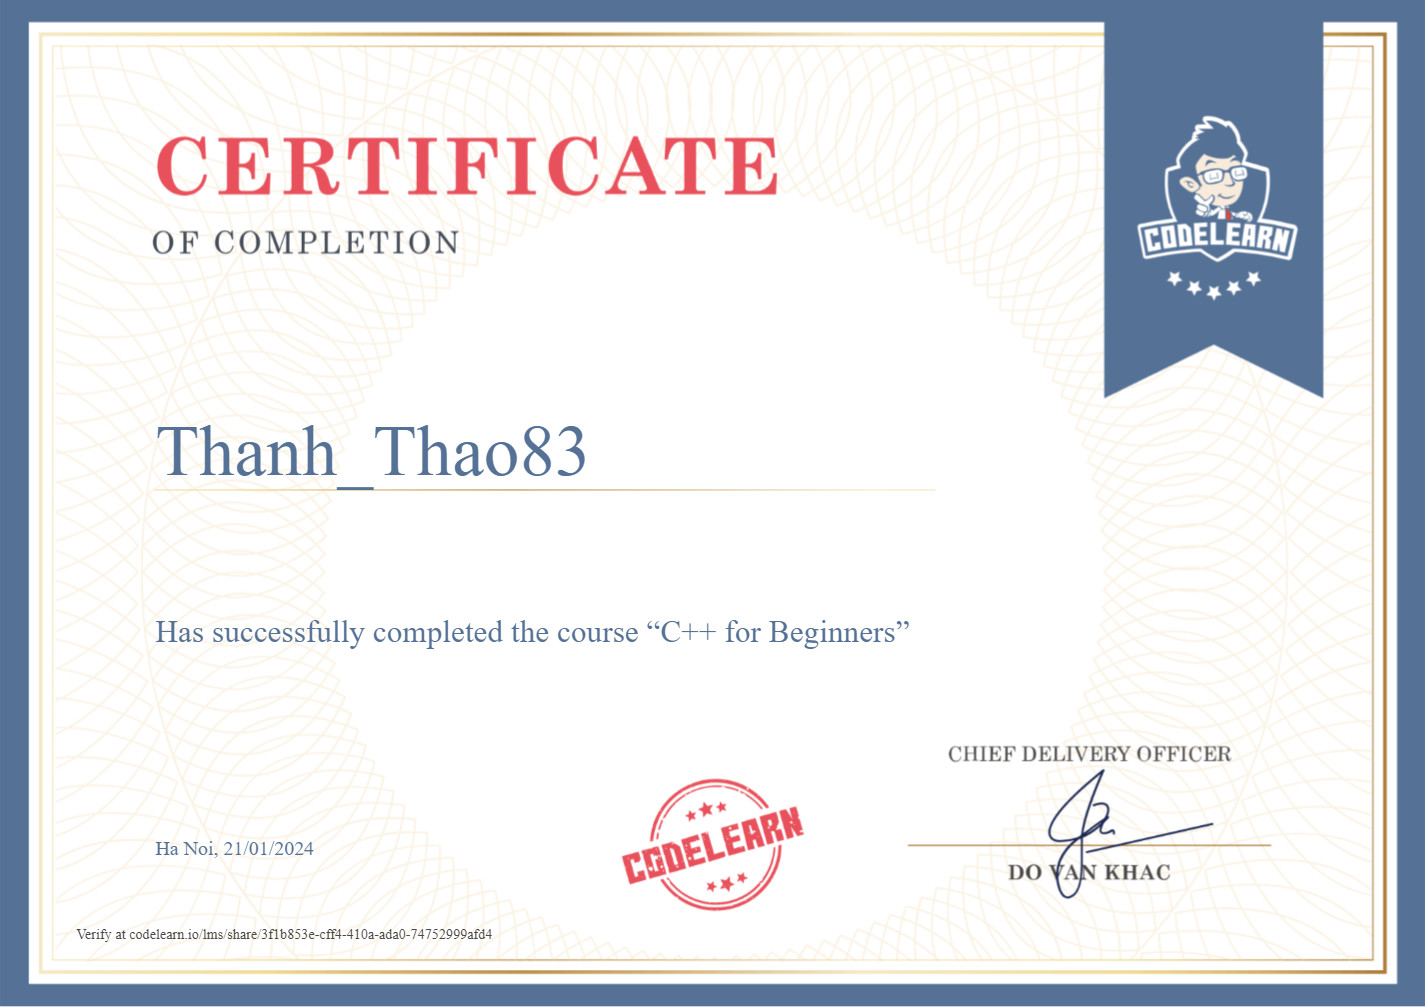 CERTIFICATE
OF COMPLETION
CODELEARN
Thanh_Thao83
Has successfully completed the course “C++ for Beginners”
CHIEF DELIVERY OFFICER
CODELEARN
Ha Noi, 21/01/2024
DO VAN KHAC
Verify at codelearn.io/lms/share/3f1b853e-cff4-410a-ada0-74752999afd4